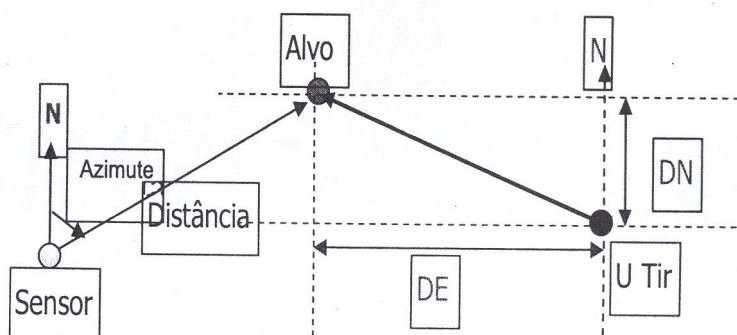 Alvo
N
N
Azimute
Distância
DN
DE
U Tir
Sensor